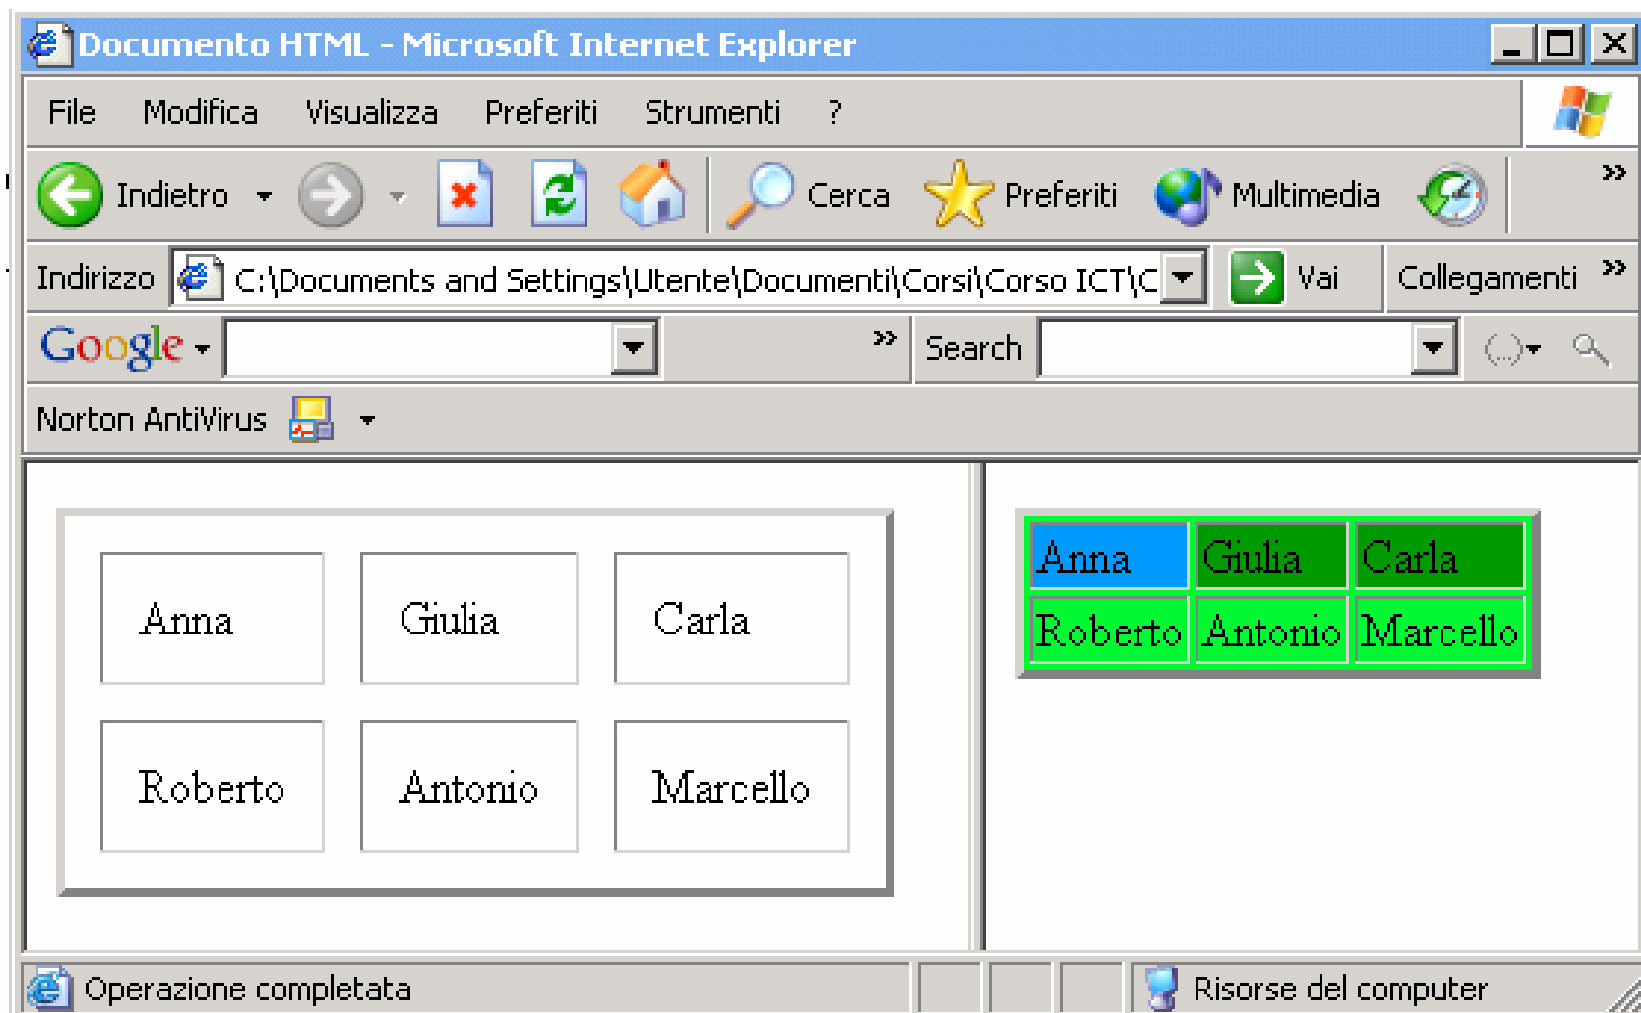 Documento HTML - Microsoft Internet Explorer
File Modifica Visualizza Preferiti Strumenti ?
Indietro Cerca Preferiti Multimedia »
Indirizzo C:\Documents and Settings\Utente\Documenti\Corsi\Corso ICT\C Vai Collegamenti »
Google » Search (...)
Norton AntiVirus
Anna Giulia Carla
Roberto Antonio Marcello
Anna Giulia Carla
Roberto Antonio Marcello
Operazione completata Risorse del computer